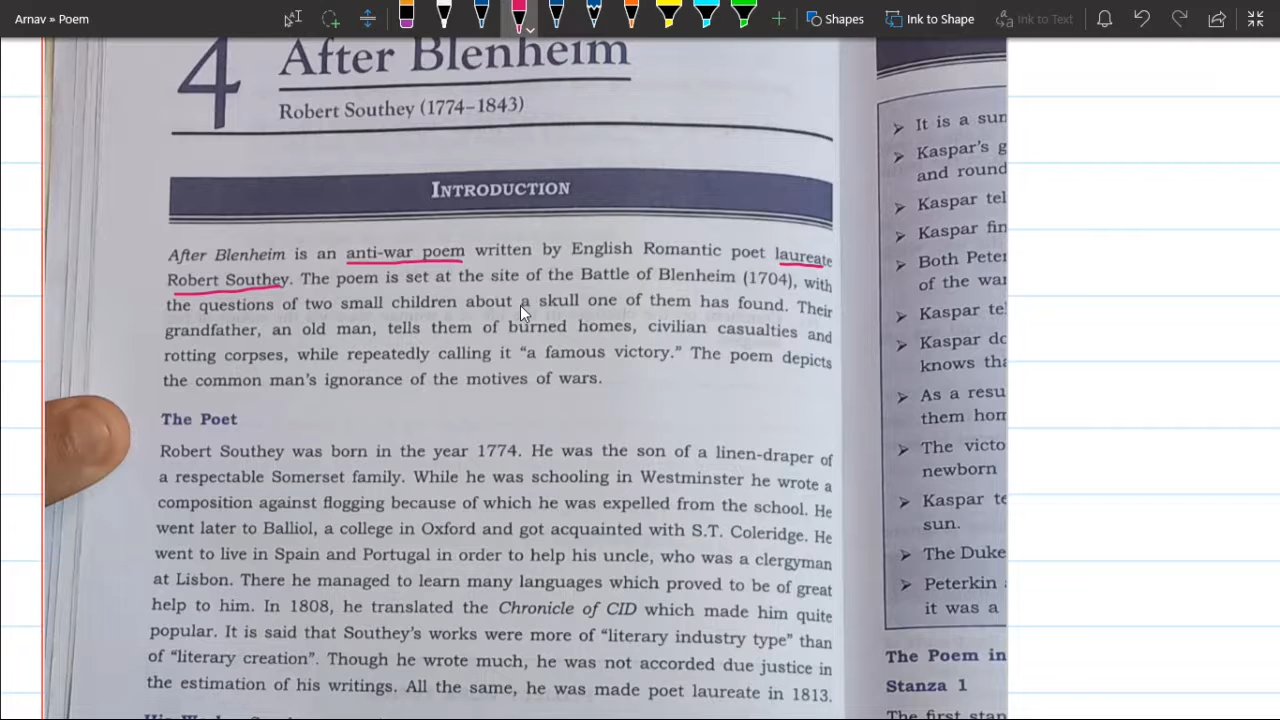 Arnav » Poem
Shapes
Ink to Shape
Ink to Text
4
After Blenheim
Robert Southey (1774–1843)
INTRODUCTION
After Blenheim is an anti-war poem written by English Romantic poet laureate
Robert Southey. The poem is set at the site of the Battle of Blenheim (1704), with
the questions of two small children about a skull one of them has found. Their
grandfather, an old man, tells them of burned homes, civilian casualties and
rotting corpses, while repeatedly calling it “a famous victory.” The poem depicts
the common man’s ignorance of the motives of wars.
The Poet
Robert Southey was born in the year 1774. He was the son of a linen-draper of
a respectable Somerset family. While he was schooling in Westminster he wrote a
composition against flogging because of which he was expelled from the school. He
went later to Balliol, a college in Oxford and got acquainted with S.T. Coleridge. He
went to live in Spain and Portugal in order to help his uncle, who was a clergyman
at Lisbon. There he managed to learn many languages which proved to be of great
help to him. In 1808, he translated the Chronicle of CID which made him quite
popular. It is said that Southey’s works were more of “literary industry type” than
of “literary creation”. Though he wrote much, he was not accorded due justice in
the estimation of his writings. All the same, he was made poet laureate in 1813.
It is a sun
Kaspar’s g
and round
Kaspar tel
Kaspar fin
Both Peter
of the war
Kaspar te
Kaspar do
knows tha
As a resu
them hom
The victo
newborn
Kaspar te
sun.
The Duke
Peterkin
it was a
The Poem in
Stanza 1
The first stan